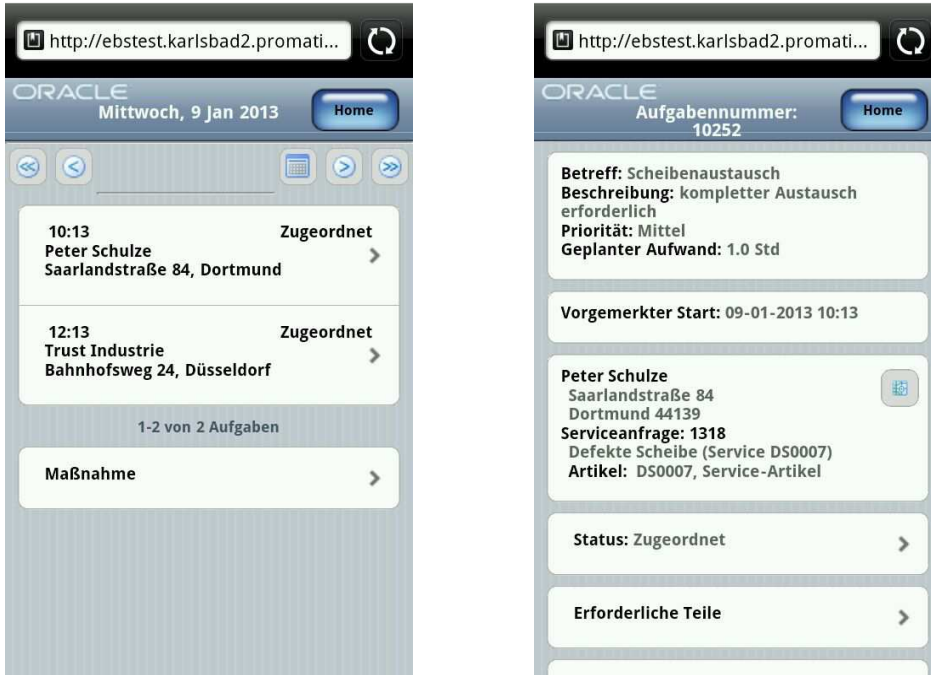 http://ebstest.karlsbad2.promati...
ORACLE
Mittwoch, 9 Jan 2013
Home
10:13 Zugeordnet
Peter Schulze
Saarlandstraße 84, Dortmund
12:13 Zugeordnet
Trust Industrie
Bahnhofsweg 24, Düsseldorf
1-2 von 2 Aufgaben
Maßnahme
http://ebstest.karlsbad2.promati...
ORACLE
Aufgabennummer:
10252
Home
Betreff: Scheibenaustausch
Beschreibung: kompletter Austausch
erforderlich
Priorität: Mittel
Geplanter Aufwand: 1.0 Std
Vorgemerkter Start: 09-01-2013 10:13
Peter Schulze
Saarlandstraße 84
Dortmund 44139
Serviceanfrage: 1318
Defekte Scheibe (Service DS0007)
Artikel: DS0007, Service-Artikel
Status: Zugeordnet
Erforderliche Teile